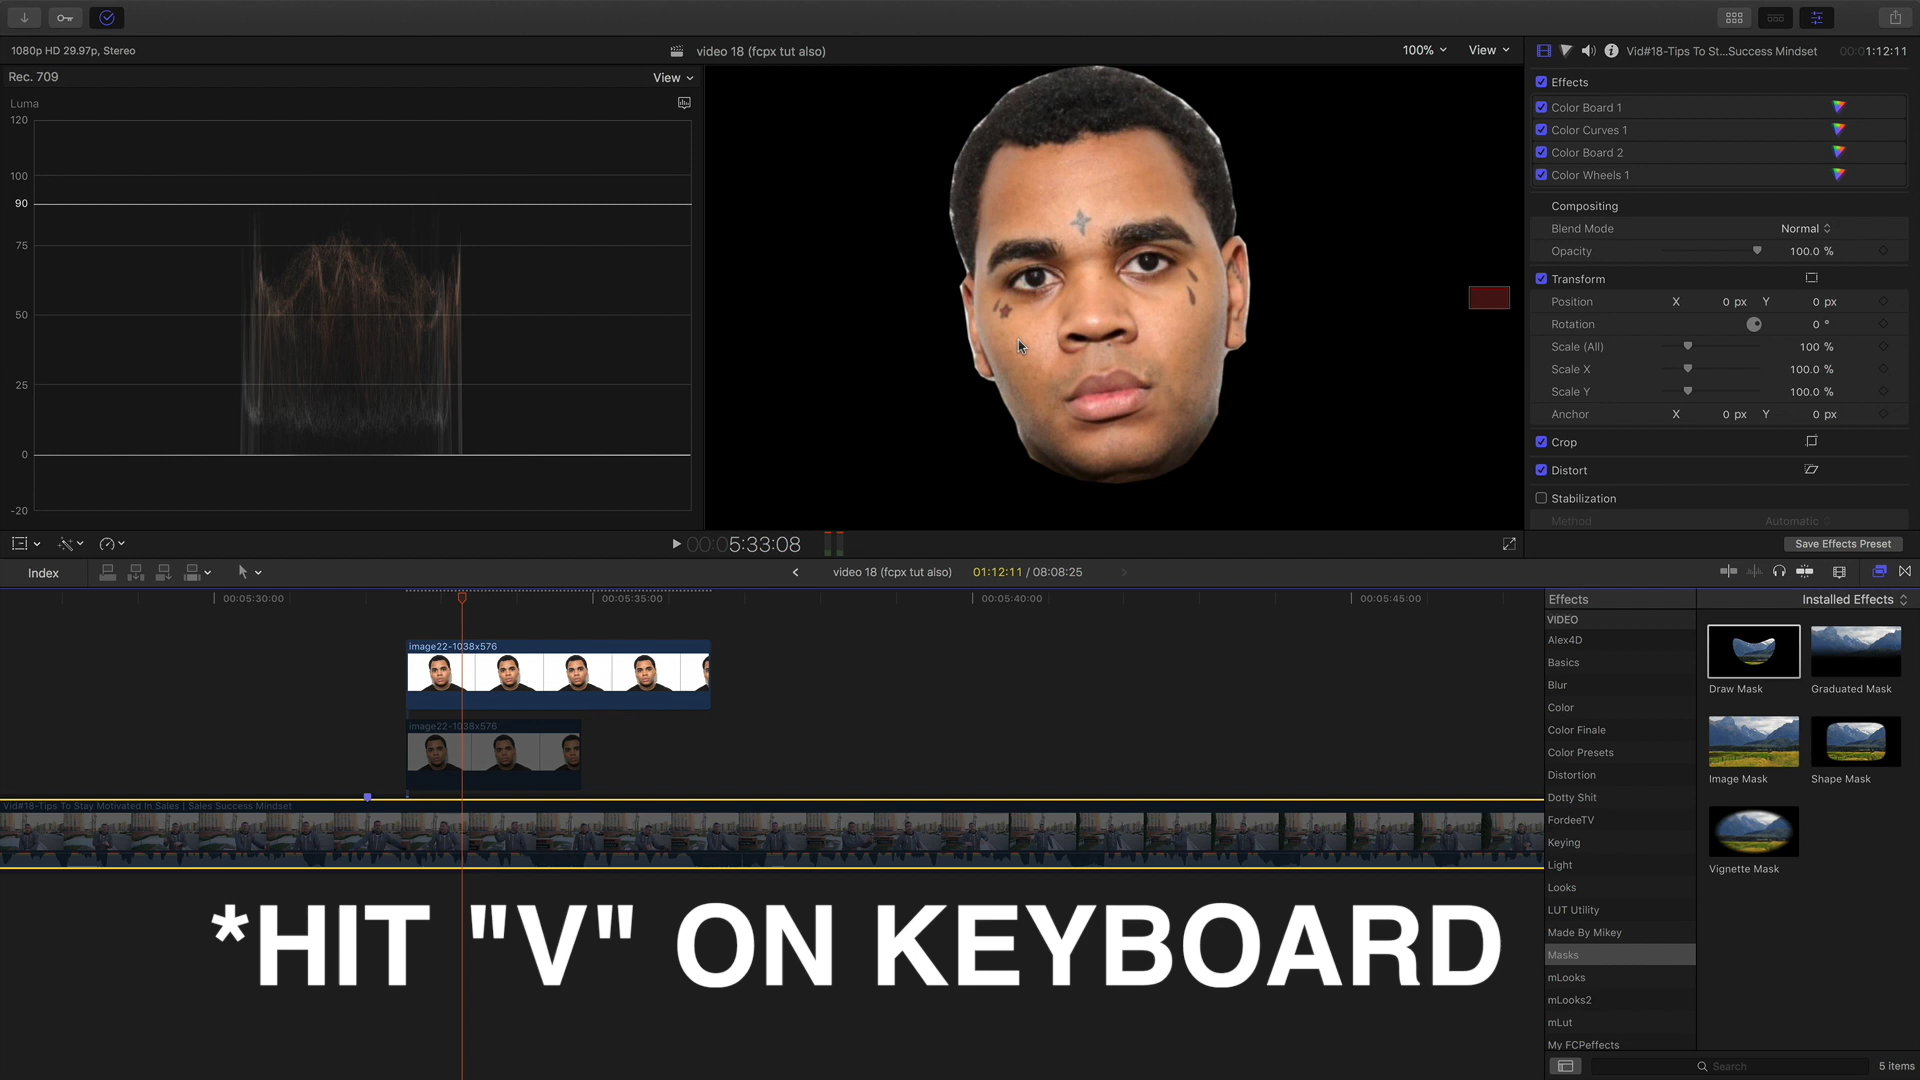 1080p HD 29.97p, Stereo
video 18 (fcpx tut also)
100%
View
Vid#18-Tips To St...Success Mindset
00:01:12:11
Rec. 709
View
Luma
120
100
90
75
50
25
0
-20
Effects
Color Board 1
Color Curves 1
Color Board 2
Color Wheels 1
Compositing
Blend Mode
Normal
Opacity
100.0 %
Transform
Position
X 0 px Y 0 px
Rotation
0 °
Scale (All)
100 %
Scale X
100.0 %
Scale Y
100.0 %
Anchor
X 0 px Y 0 px
Crop
Distort
Stabilization
Method
Automatic
00:05:33:08
Save Effects Preset
Index
video 18 (fcpx tut also)
01:12:11 / 08:08:25
00:05:30:00
00:05:35:00
00:05:40:00
00:05:45:00
image22-1038x576
image22-1038x576
Vid#18-Tips To Stay Motivated In Sales | Sales Success Mindset
*HIT "V" ON KEYBOARD
Effects
Installed Effects
VIDEO
Alex4D
Basics
Blur
Color
Color Finale
Color Presets
Distortion
Dotty Shit
FordeeTV
Keying
Light
Looks
LUT Utility
Made By Mikey
Masks
mLooks
mLooks2
mLut
My FCPeffects
Draw Mask
Graduated Mask
Image Mask
Shape Mask
Vignette Mask
Search
5 items